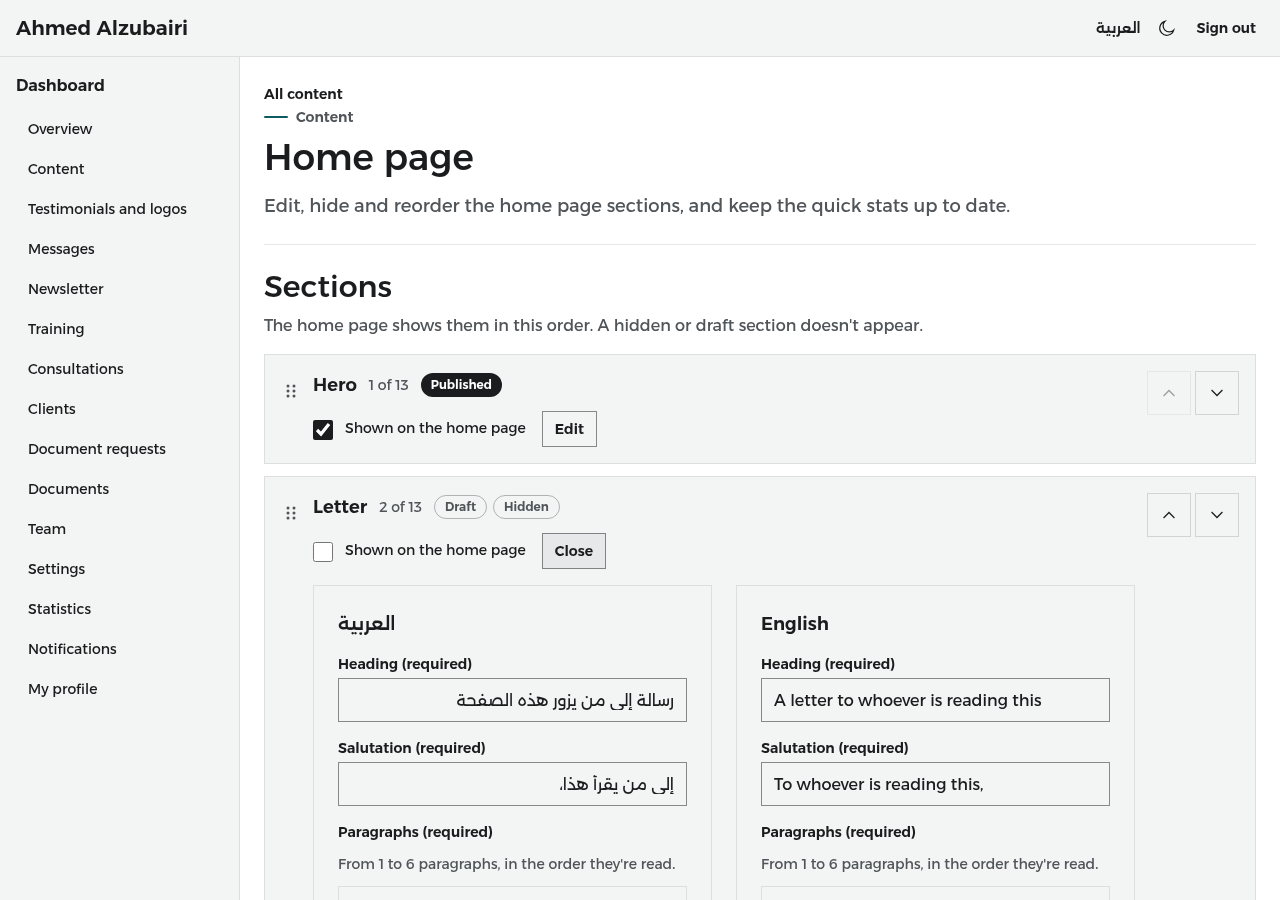 Ahmed Alzubairi
العربية
Sign out
Dashboard
Overview
Content
Testimonials and logos
Messages
Newsletter
Training
Consultations
Clients
Document requests
Documents
Team
Settings
Statistics
Notifications
My profile
All content
Content
Home page
Edit, hide and reorder the home page sections, and keep the quick stats up to date.
Sections
The home page shows them in this order. A hidden or draft section doesn't appear.
Hero 1 of 13 Published
Shown on the home page Edit
Letter 2 of 13 Draft Hidden
Shown on the home page Close
العربية
Heading (required)
رسالة إلى من يزور هذه الصفحة
Salutation (required)
إلى من يقرأ هذا،
Paragraphs (required)
From 1 to 6 paragraphs, in the order they're read.
English
Heading (required)
A letter to whoever is reading this
Salutation (required)
To whoever is reading this,
Paragraphs (required)
From 1 to 6 paragraphs, in the order they're read.